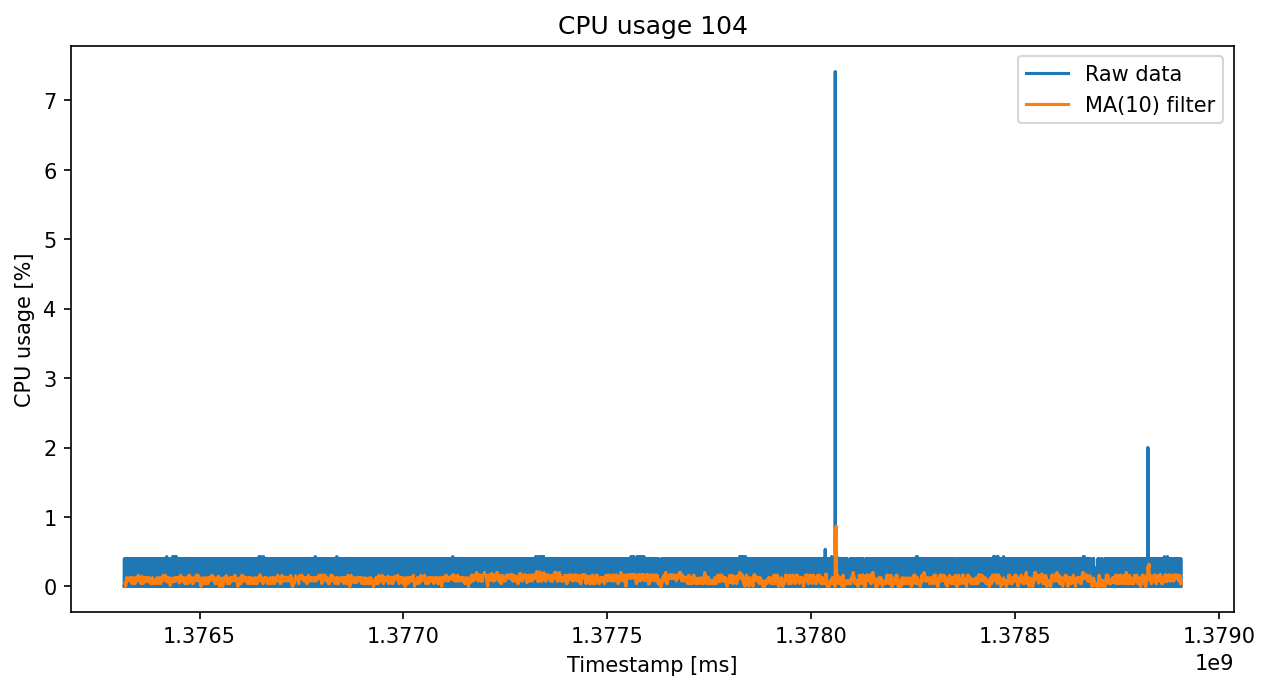 CPU usage 104
Raw data
MA(10) filter
CPU usage [%]
7
6
5
4
3
2
1
0
1.3765 1.3770 1.3775 1.3780 1.3785 1.3790
1e9
Timestamp [ms]